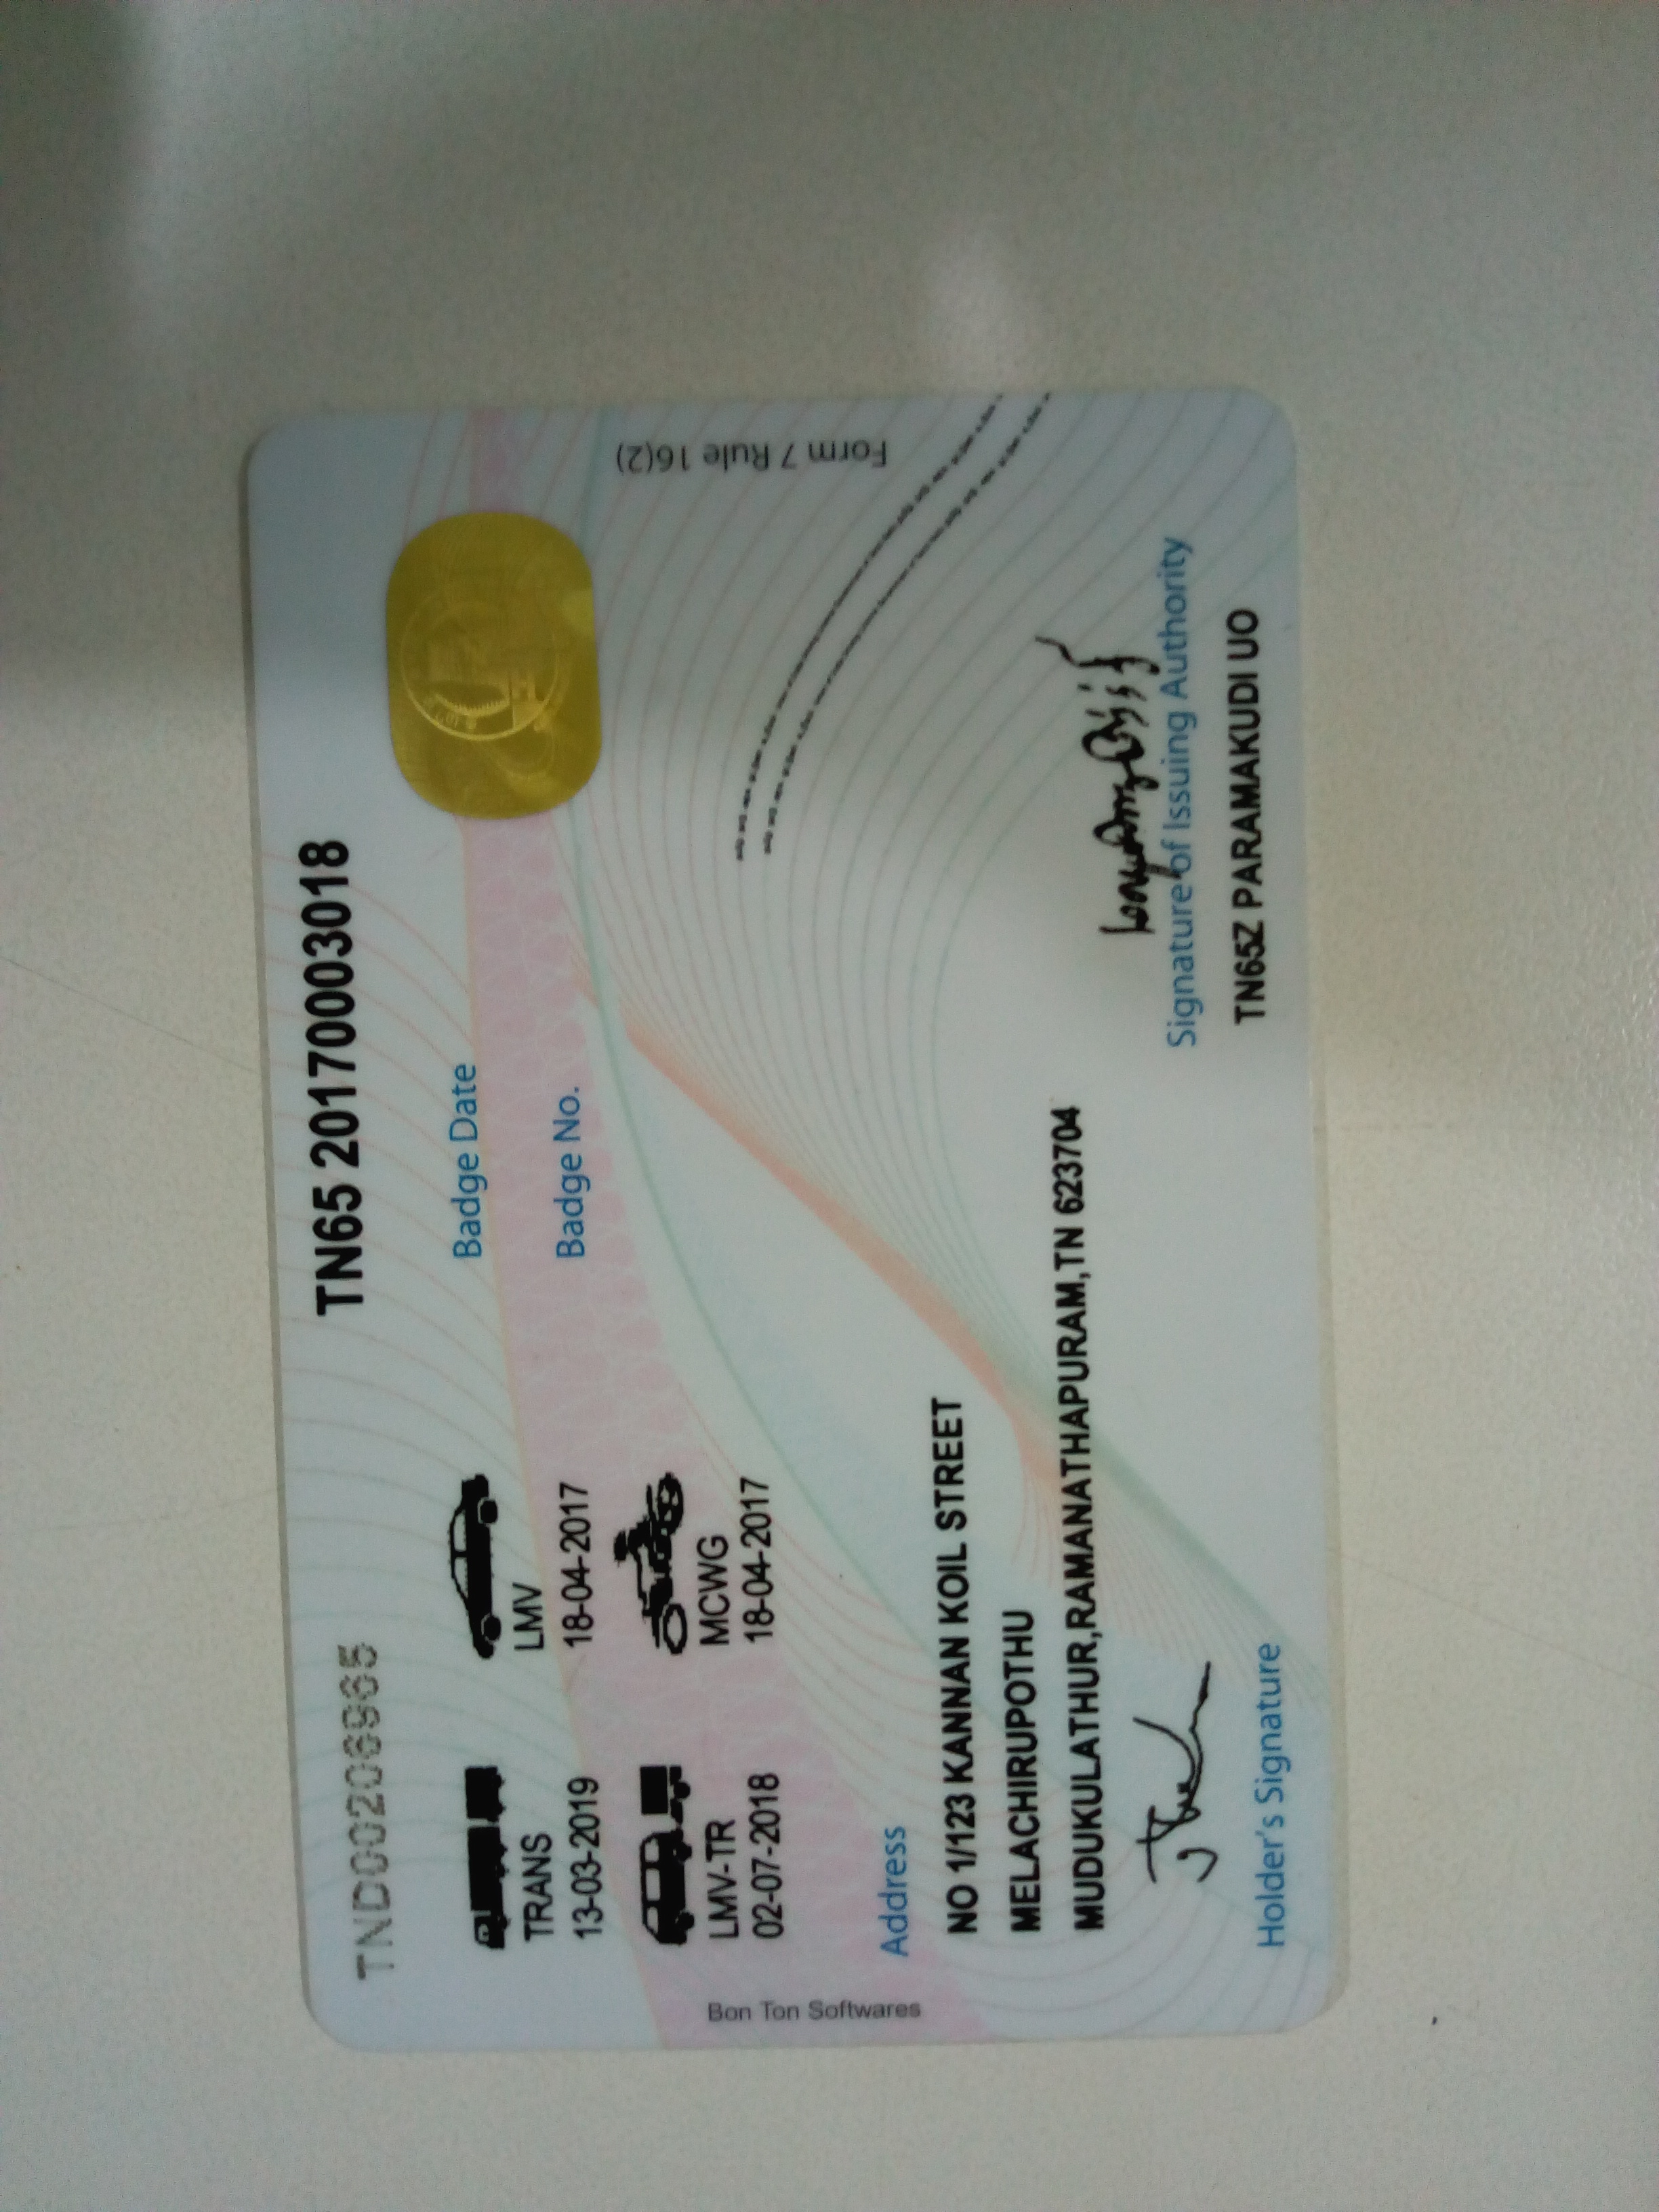 TN65 20170003018
Badge Date
Badge No.
TRANS
13-03-2019
LMV
18-04-2017
LMV-TR
02-07-2018
MCWG
18-04-2017
Form 7 Rule 16(2)
Address
NO 1/123 KANNAN KOIL STREET
MELACHIRUPOTHU
MUDUKULATHUR,RAMANATHAPURAM,TN 623704
Holder's Signature
Signature of Issuing Authority
TN65Z PARAMAKUDI UO
Bon Ton Softwares